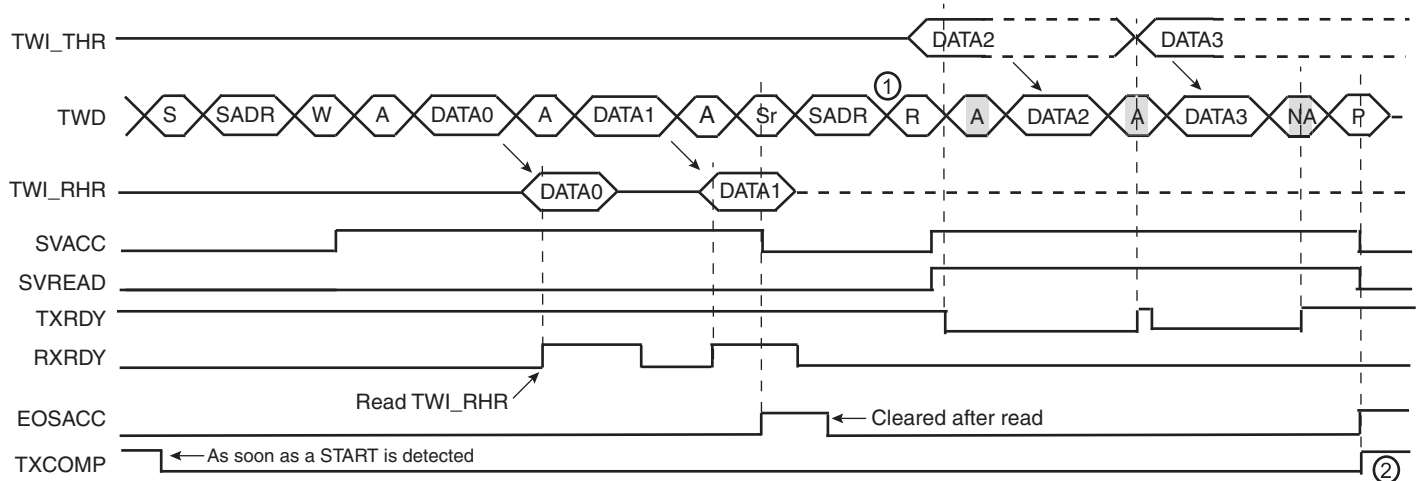 TWI_THR DATA2 DATA3
①
TWD S SADR W A DATA0 A DATA1 A Sr SADR R A DATA2 A DATA3 NA P
TWI_RHR DATA0 DATA1
SVACC
SVREAD
TXRDY
RXRDY
Read TWI_RHR
EOSACC Cleared after read
TXCOMP As soon as a START is detected ②